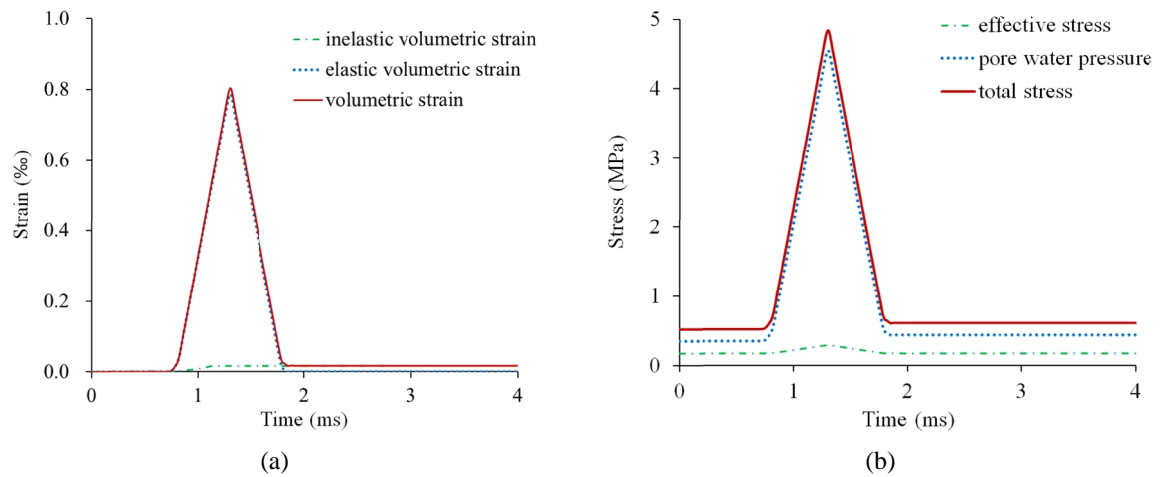 1.0
0.8
0.6
0.4
0.2
0.0
0
1
2
3
4
Strain (‰)
Time (ms)
inelastic volumetric strain
elastic volumetric strain
volumetric strain
(a)
5
4
3
2
1
0
0
1
2
3
4
Stress (MPa)
Time (ms)
effective stress
pore water pressure
total stress
(b)